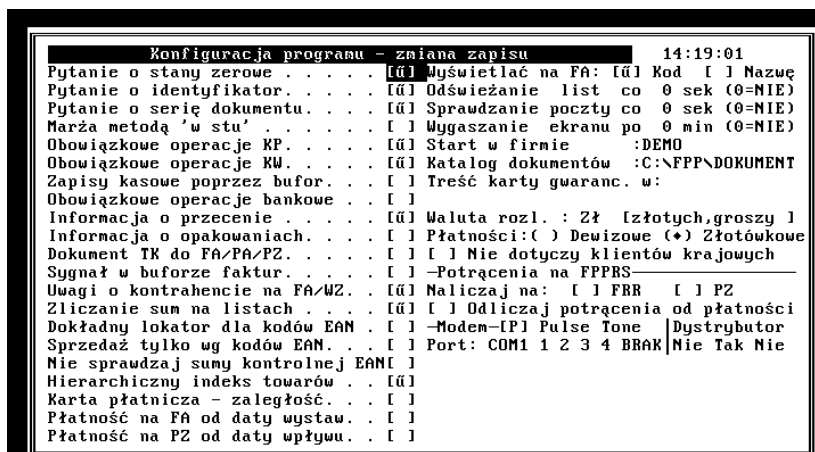 Konfiguracja programu - zmiana zapisu 14:19:01
Pytanie o stany zerowe . . . . . [ű] Wyświetlać na FA: [ű] Kod [ ] Nazwę
Pytanie o identyfikator. . . . . [ű] Odświeżanie list co 0 sek (0=NIE)
Pytanie o serię dokumentu. . . . [ű] Sprawdzanie poczty co 0 sek (0=NIE)
Marża metodą 'w stu' . . . . . . [ ] Wygaszanie ekranu po 0 min (0=NIE)
Obowiązkowe operacje KP. . . . . [ű] Start w firmie :DEMO
Obowiązkowe operacje KW. . . . . [ű] Katalog dokumentów :C:\FPP\DOKUMENT
Zapisy kasowe poprzez bufor. . . [ ] Treść karty gwaranc. w:
Obowiązkowe operacje bankowe . . [ ]
Informacja o przecenie . . . . . [ű] Waluta rozl. : Zł [złotych,groszy ]
Informacja o opakowaniach. . . . [ ] Płatności:( ) Dewizowe (♦) Złotówkowe
Dokument TK do FA/PA/PZ. . . . . [ ] [ ] Nie dotyczy klientów krajowych
Sygnał w buforze faktur. . . . . [ ] ─Potrącenia na FPPRS─
Uwagi o kontrahencie na FA/WZ. . [ű] Naliczaj na: [ ] FRR [ ] PZ
Zliczanie sum na listach . . . . [ű] [ ] Odliczaj potrącenia od płatności
Dokładny lokator dla kodów EAN . [ ] ─Modem─[P] Pulse Tone │Dystrybutor
Sprzedaż tylko wg kodów EAN. . . [ ] Port: COM1 1 2 3 4 BRAK│Nie Tak Nie
Nie sprawdzaj sumy kontrolnej EAN[ ]
Hierarchiczny indeks towarów . . [ű]
Karta płatnicza - zaległość. . . [ ]
Płatność na FA od daty wystaw. . [ ]
Płatność na PZ od daty wpływu. . [ ]